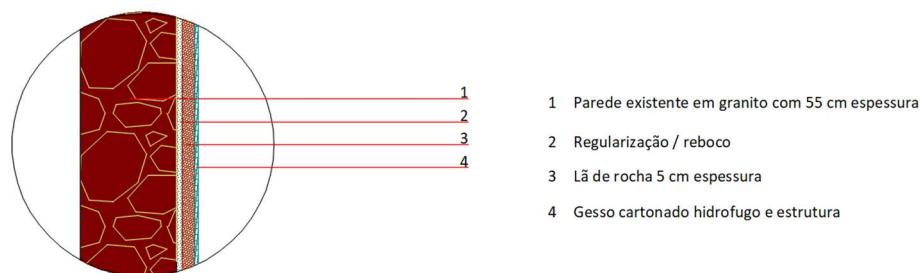 1
2
3
4
1 Parede existente em granito com 55 cm espessura
2 Regularização / reboco
3 Lã de rocha 5 cm espessura
4 Gesso cartonado hidrofugo e estrutura